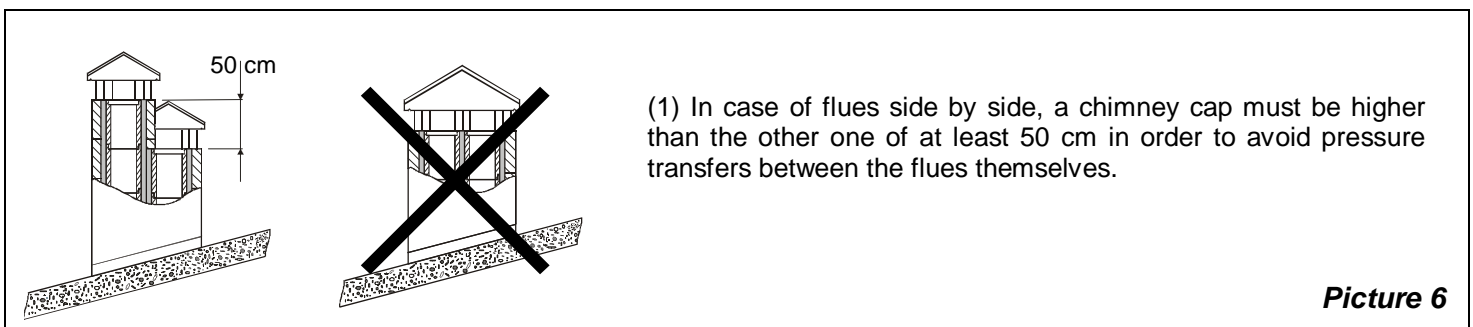 50 cm
(1) In case of flues side by side, a chimney cap must be higher
than the other one of at least 50 cm in order to avoid pressure
transfers between the flues themselves.
Picture 6